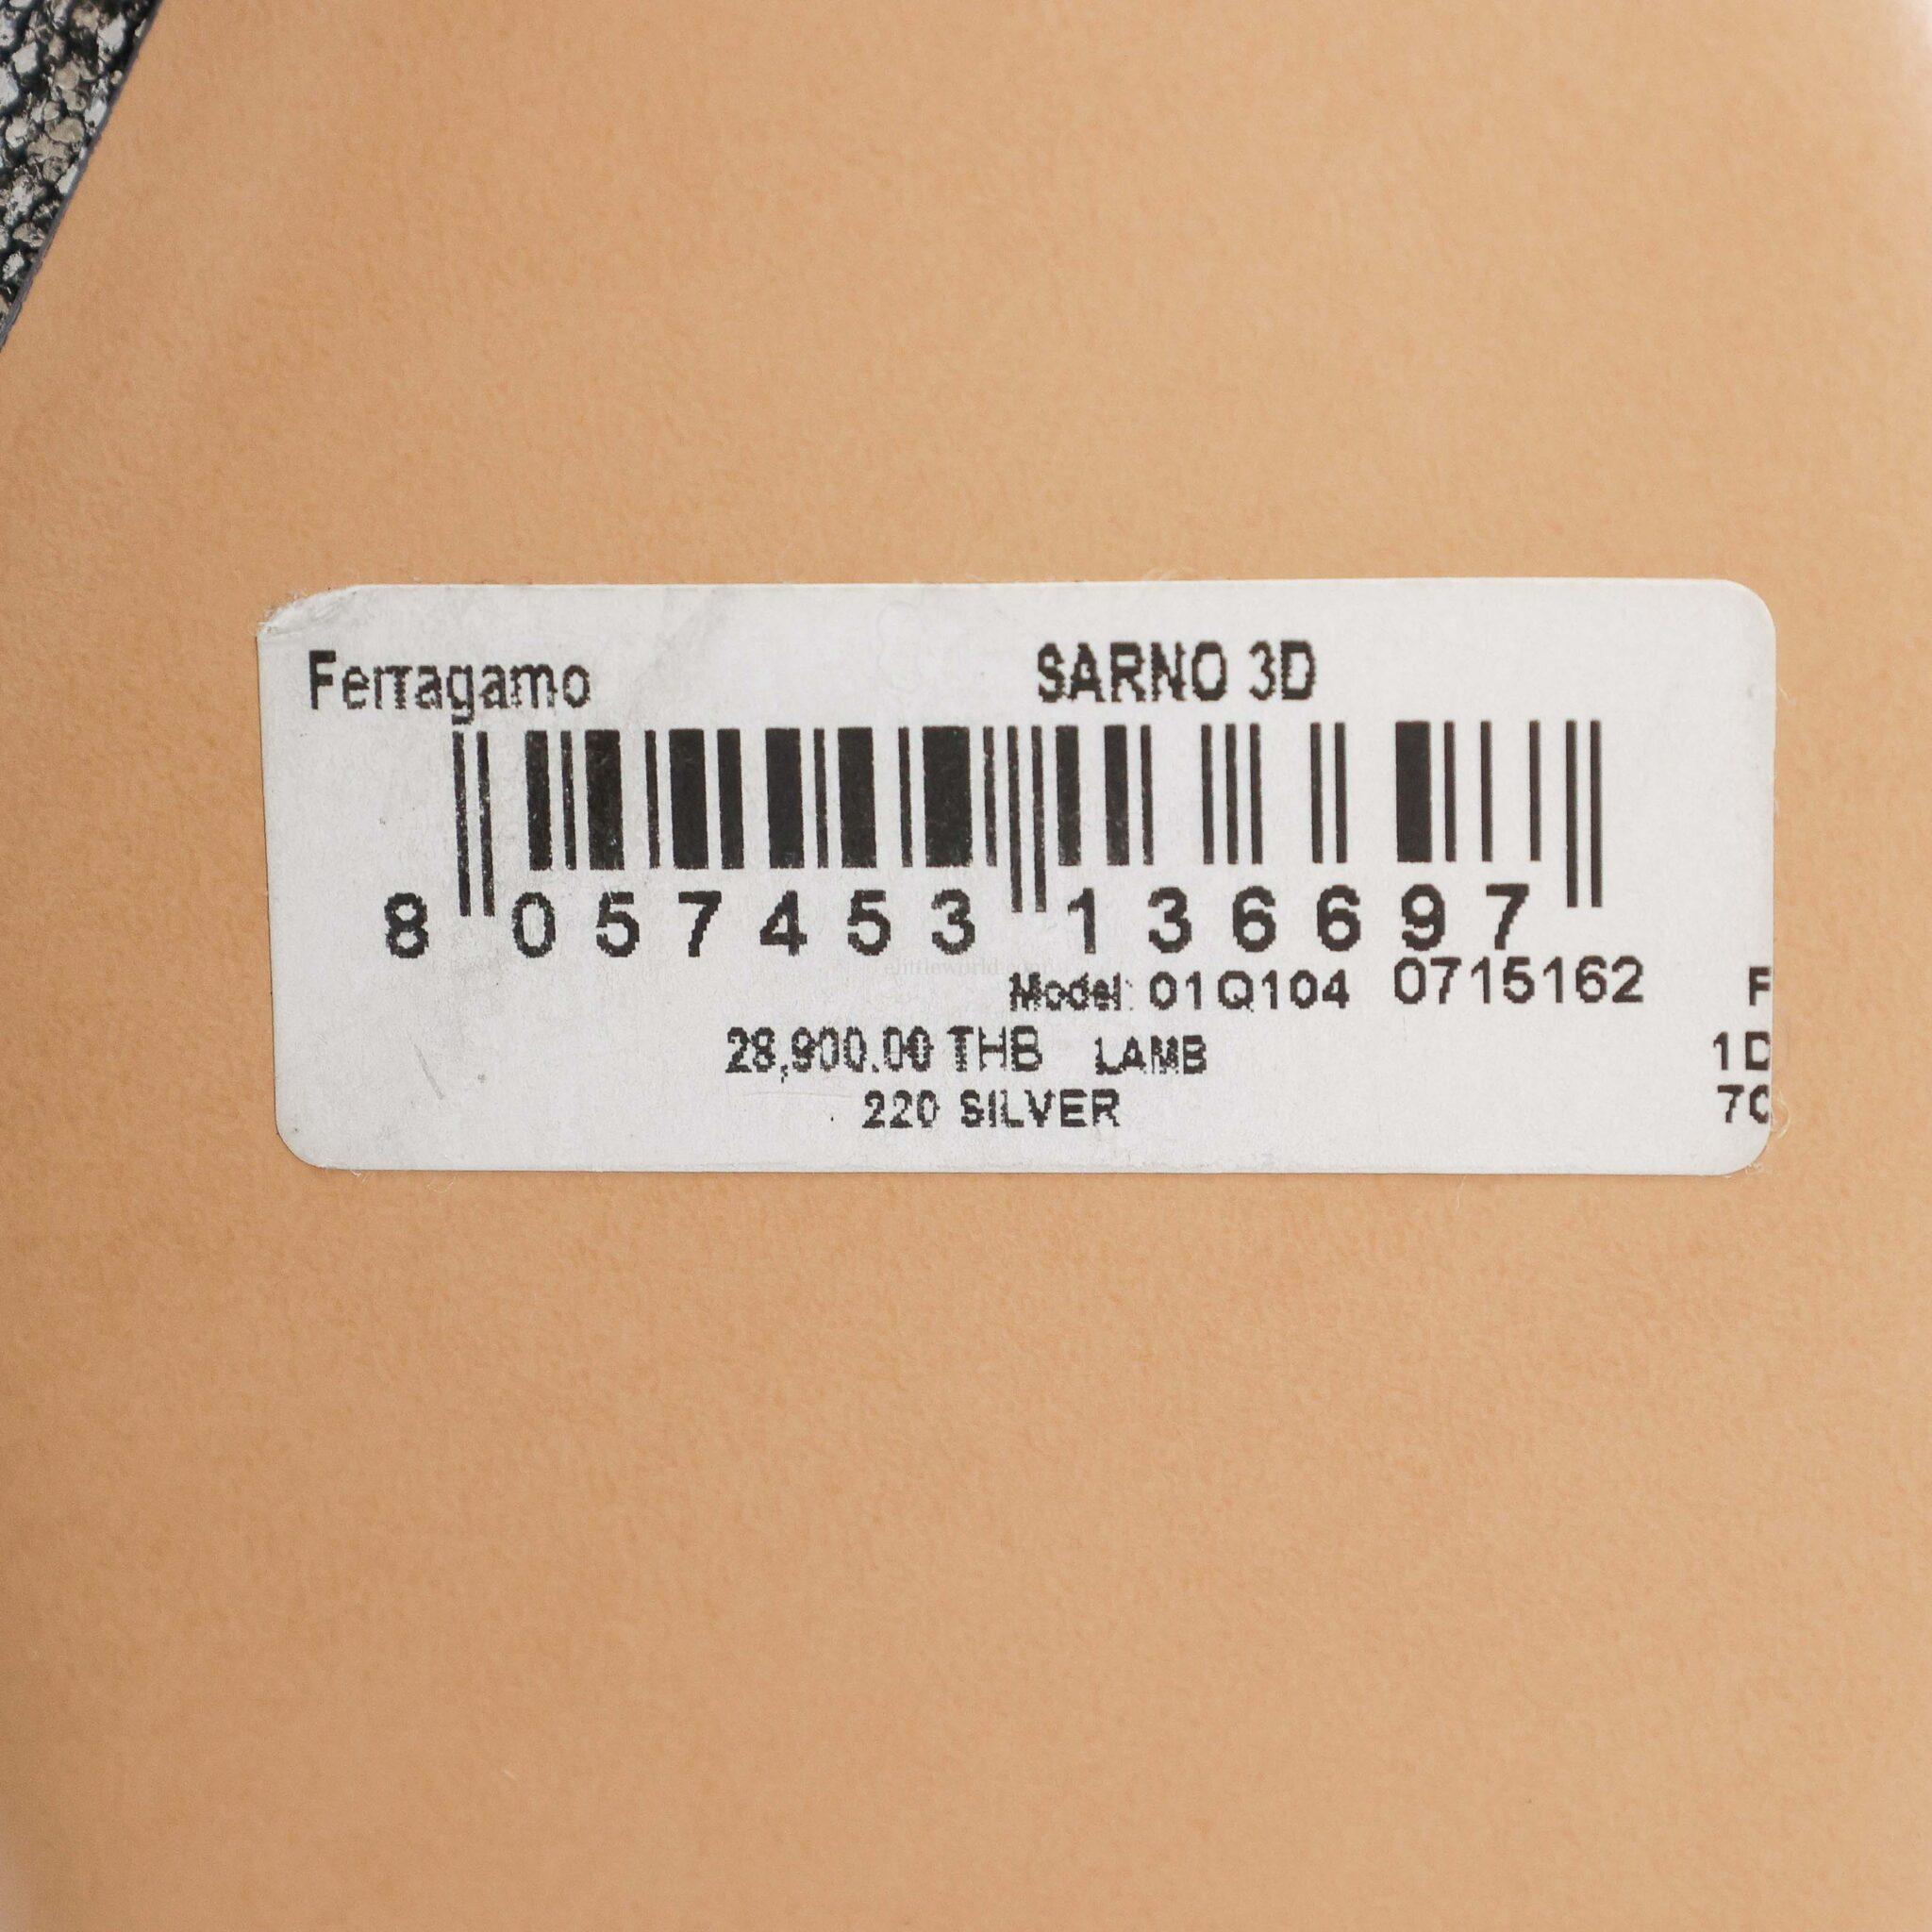 Ferragamo SARNO 3D
8 057453 136697
Model: 01Q104 0715162 F
28,900.00 THB LAMB 1D
220 SILVER 7C